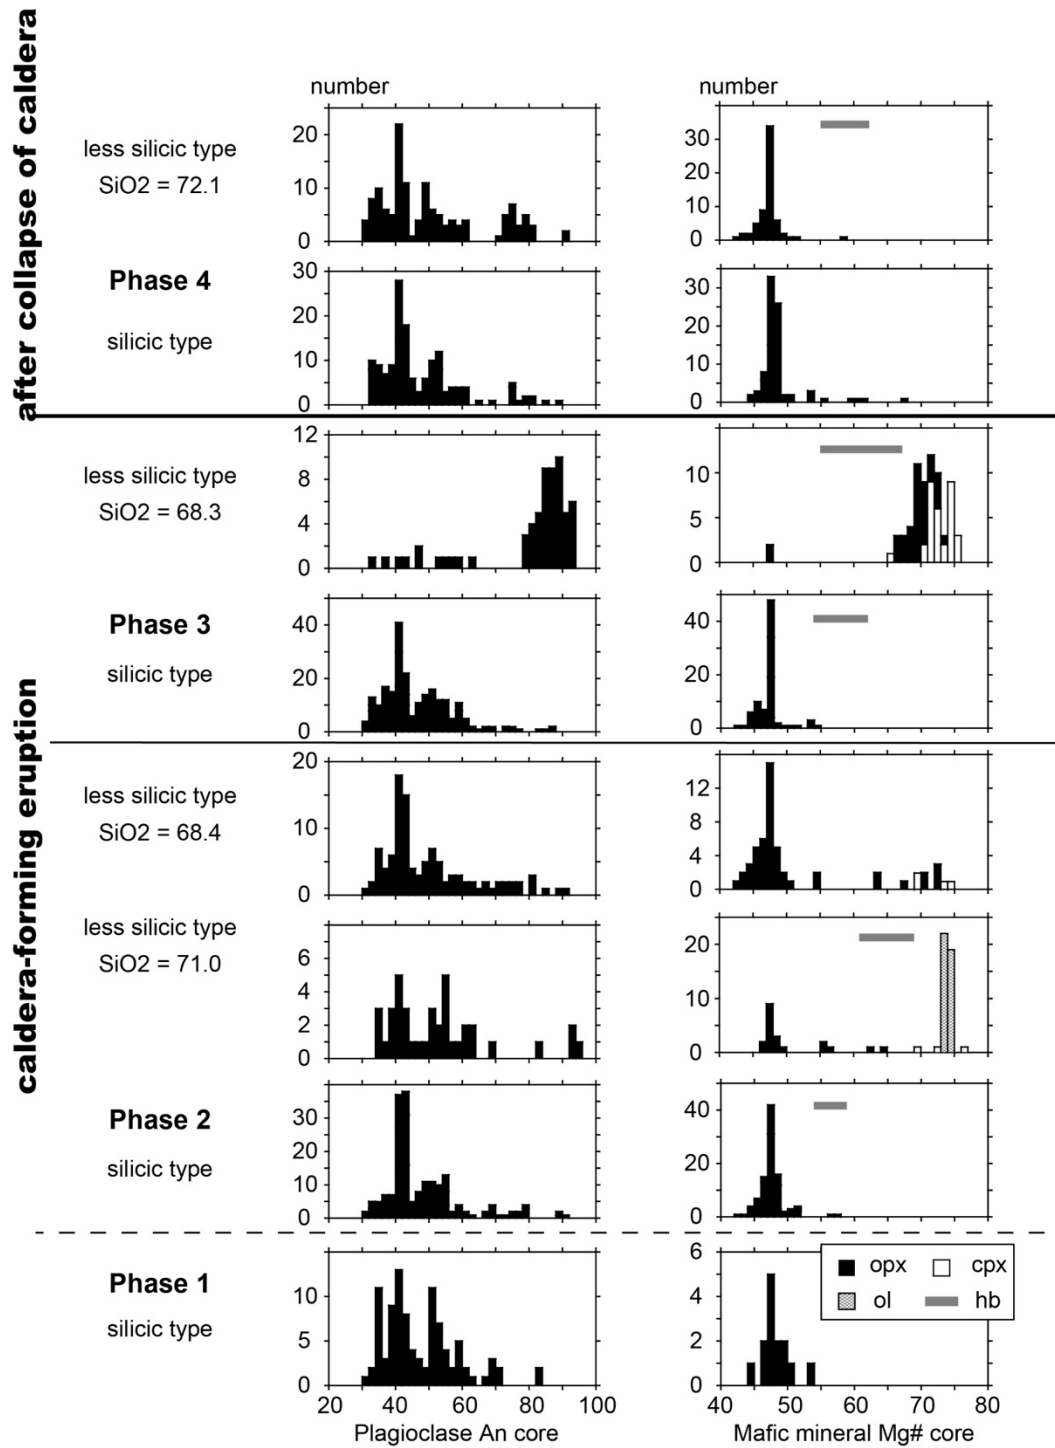 after collapse of caldera
caldera-forming eruption
number
number
less silicic type
SiO2 = 72.1
20
10
0
30
20
10
0
Phase 4
silicic type
30
20
10
0
30
20
10
0
less silicic type
SiO2 = 68.3
12
8
4
0
10
5
0
Phase 3
silicic type
40
20
0
40
20
0
less silicic type
SiO2 = 68.4
20
10
0
12
8
4
0
less silicic type
SiO2 = 71.0
6
4
2
0
20
10
0
Phase 2
silicic type
30
20
10
0
40
20
0
Phase 1
silicic type
10
0
6
4
2
0
opx cpx
ol hb
20 40 60 80 100
40 50 60 70 80
Plagioclase An core
Mafic mineral Mg# core